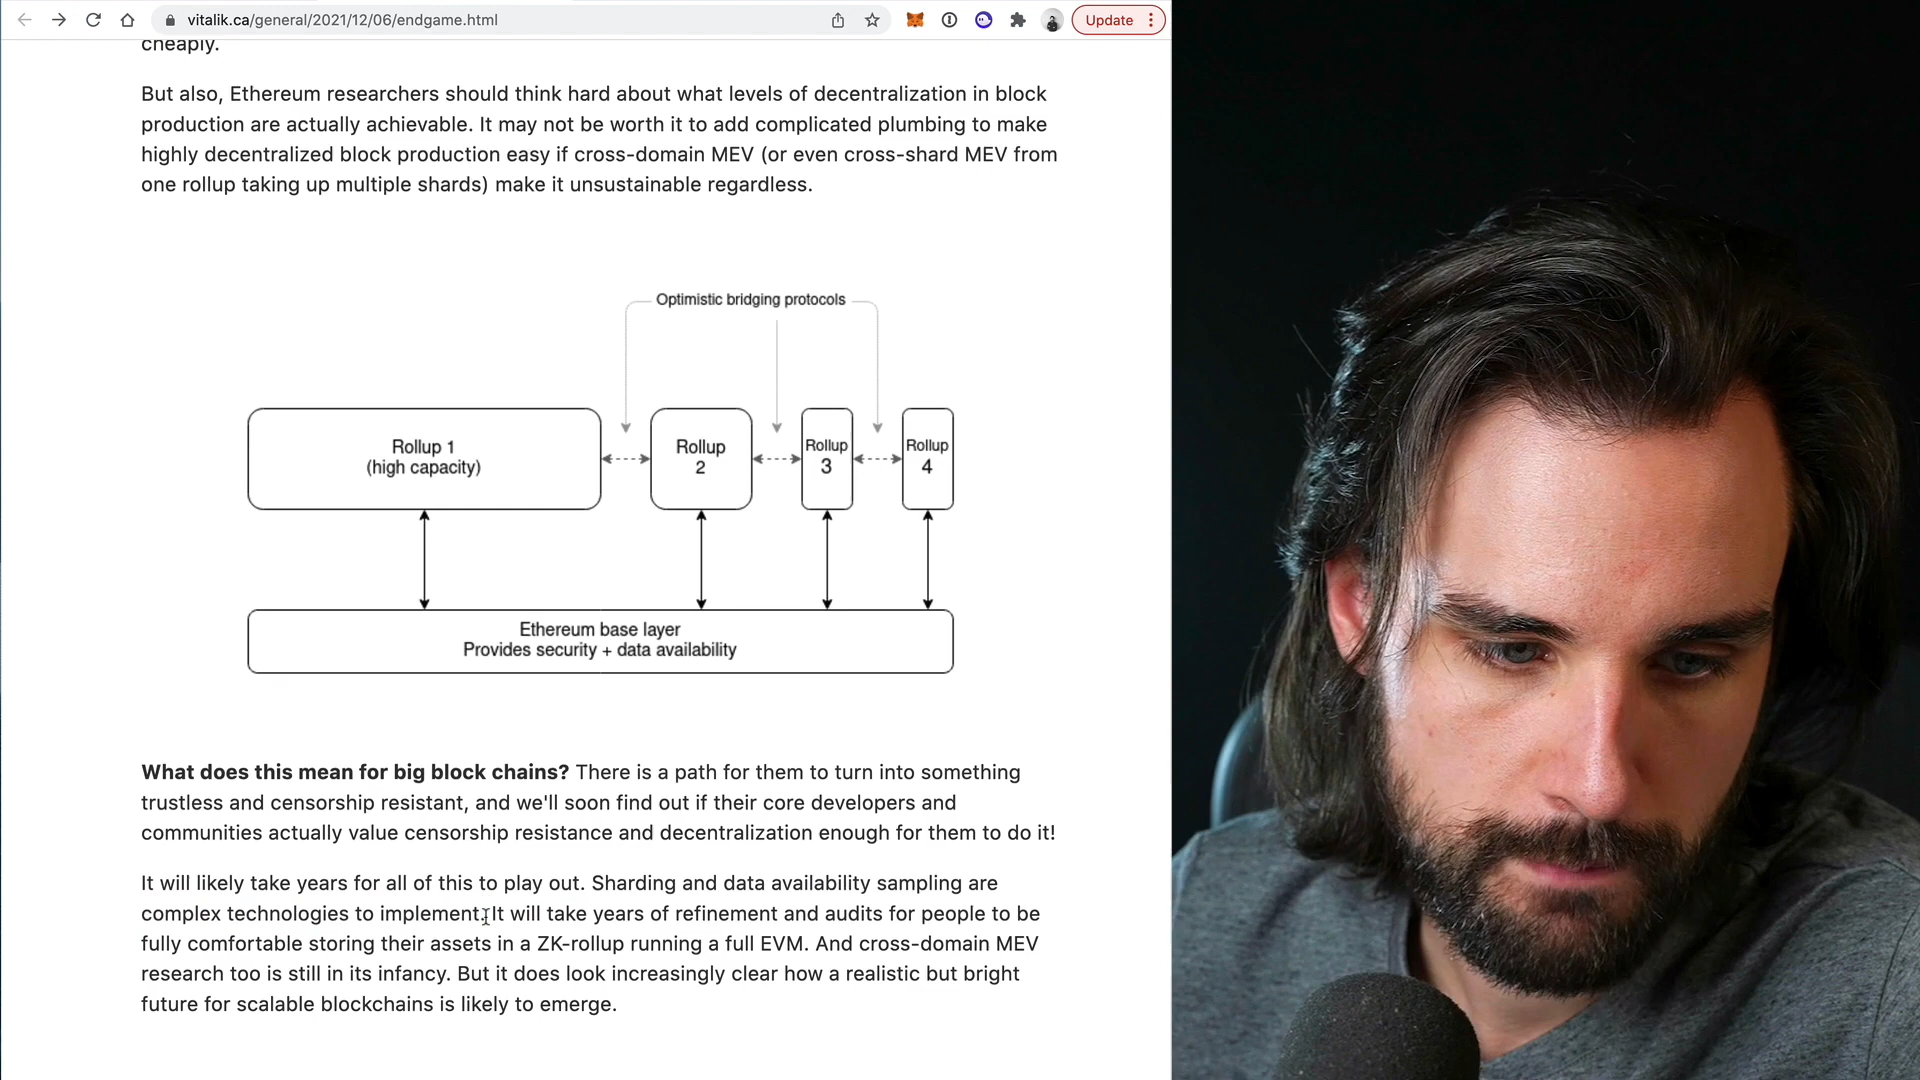 vitalik.ca/general/2021/12/06/endgame.html
Update
cheaply.
But also, Ethereum researchers should think hard about what levels of decentralization in block
production are actually achievable. It may not be worth it to add complicated plumbing to make
highly decentralized block production easy if cross-domain MEV (or even cross-shard MEV from
one rollup taking up multiple shards) make it unsustainable regardless.
Optimistic bridging protocols
Rollup 1
(high capacity)
Rollup
2
Rollup
3
Rollup
4
Ethereum base layer
Provides security + data availability
What does this mean for big block chains? There is a path for them to turn into something
trustless and censorship resistant, and we'll soon find out if their core developers and
communities actually value censorship resistance and decentralization enough for them to do it!
It will likely take years for all of this to play out. Sharding and data availability sampling are
complex technologies to implement. It will take years of refinement and audits for people to be
fully comfortable storing their assets in a ZK-rollup running a full EVM. And cross-domain MEV
research too is still in its infancy. But it does look increasingly clear how a realistic but bright
future for scalable blockchains is likely to emerge.